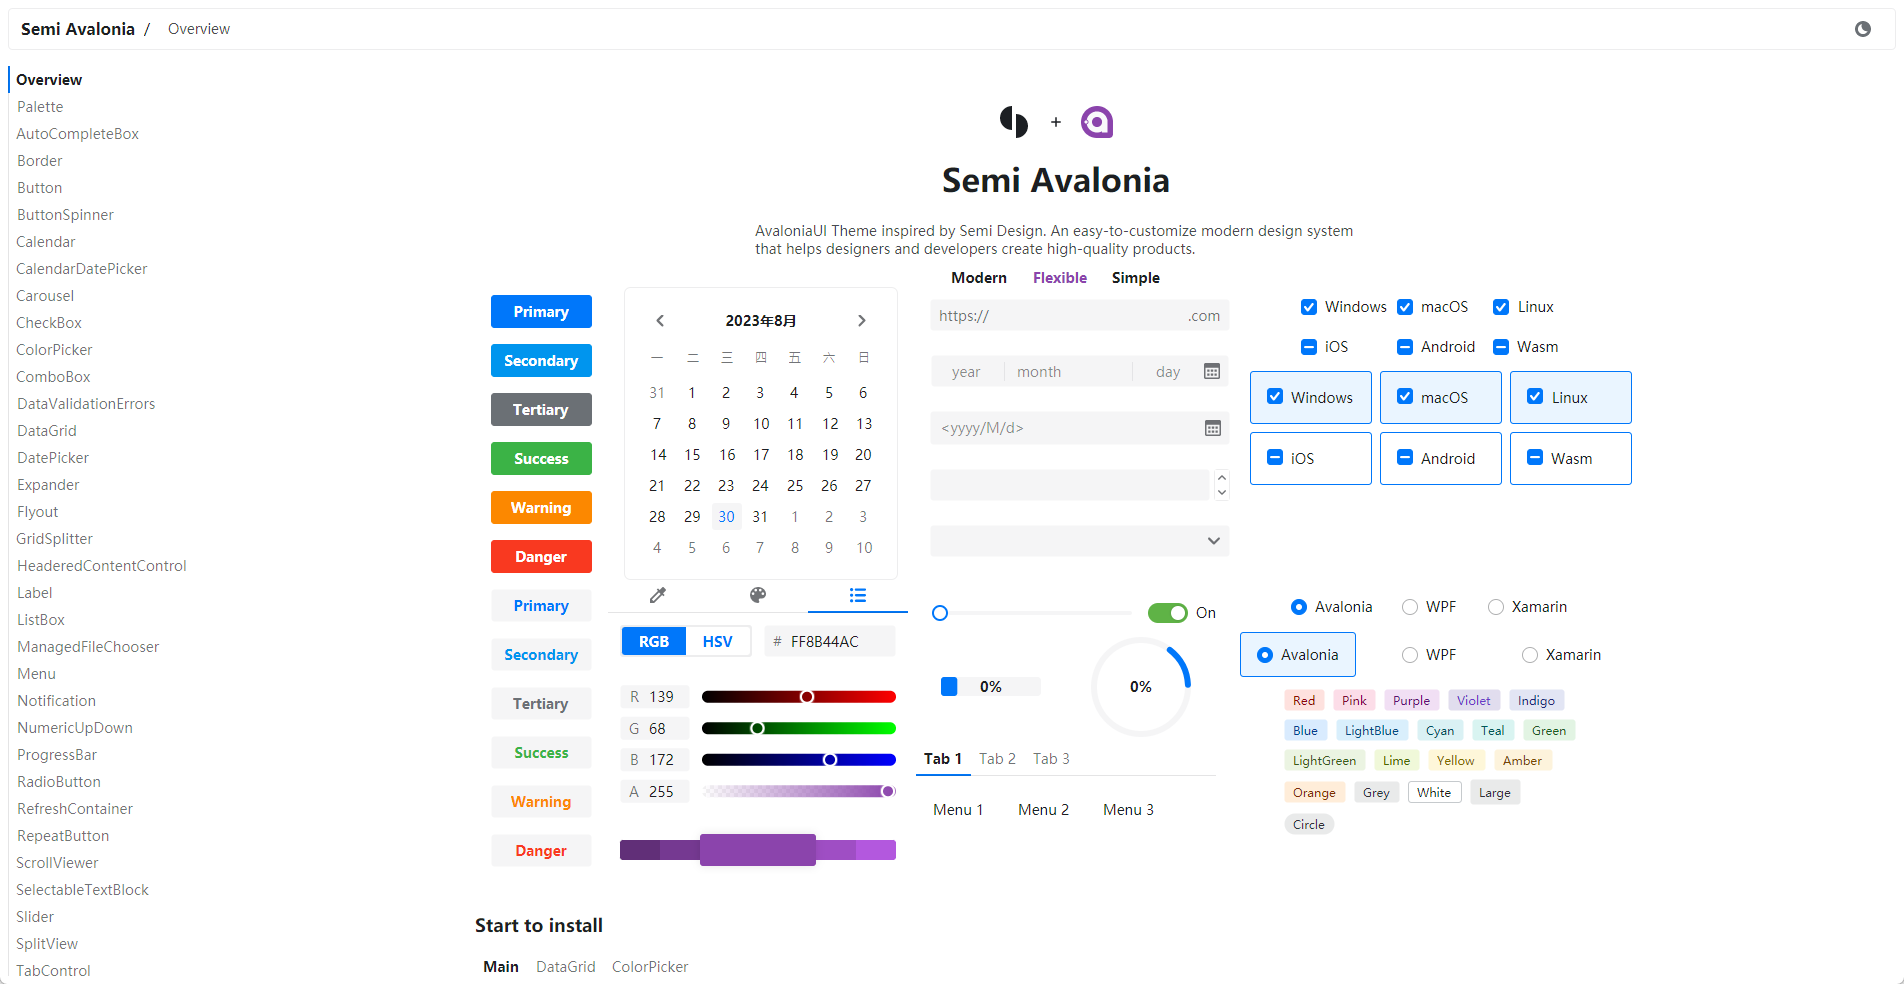 Semi Avalonia / Overview
Overview
Palette
AutoCompleteBox
Border
Button
ButtonSpinner
Calendar
CalendarDatePicker
Carousel
CheckBox
ColorPicker
ComboBox
DataValidationErrors
DataGrid
DatePicker
Expander
Flyout
GridSplitter
HeaderedContentControl
Label
ListBox
ManagedFileChooser
Menu
Notification
NumericUpDown
ProgressBar
RadioButton
RefreshContainer
RepeatButton
ScrollViewer
SelectableTextBlock
Slider
SplitView
TabControl
+
Semi Avalonia
AvaloniaUI Theme inspired by Semi Design. An easy-to-customize modern design system
that helps designers and developers create high-quality products.
Modern Flexible Simple
Primary
Secondary
Tertiary
Success
Warning
Danger
Primary
Secondary
Tertiary
Success
Warning
Danger
2023年8月
一 二 三 四 五 六 日
31 1 2 3 4 5 6
7 8 9 10 11 12 13
14 15 16 17 18 19 20
21 22 23 24 25 26 27
28 29 30 31 1 2 3
4 5 6 7 8 9 10
RGB HSV # FF8B44AC
R 139
G 68
B 172
A 255
https:// .com
year month day
<yyyy/M/d>
On
0% 0%
Tab 1 Tab 2 Tab 3
Menu 1 Menu 2 Menu 3
Windows macOS Linux
iOS Android Wasm
Windows macOS Linux
iOS Android Wasm
Avalonia WPF Xamarin
Avalonia WPF Xamarin
Red Pink Purple Violet Indigo
Blue LightBlue Cyan Teal Green
LightGreen Lime Yellow Amber
Orange Grey White Large
Circle
Start to install
Main DataGrid ColorPicker